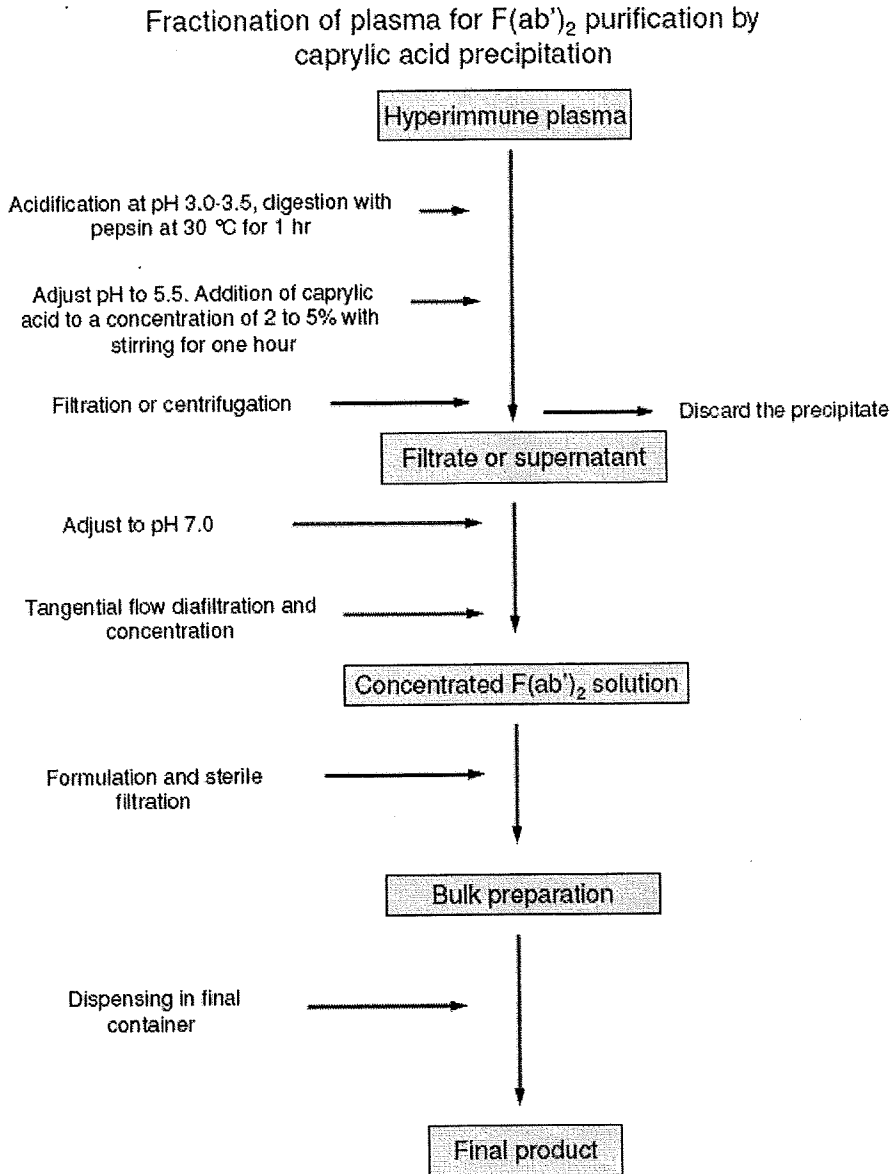 Fractionation of plasma for F(ab')₂ purification by
caprylic acid precipitation
Hyperimmune plasma
Acidification at pH 3.0-3.5, digestion with
pepsin at 30 °C for 1 hr
Adjust pH to 5.5. Addition of caprylic
acid to a concentration of 2 to 5% with
stirring for one hour
Filtration or centrifugation
Discard the precipitate
Filtrate or supernatant
Adjust to pH 7.0
Tangential flow diafiltration and
concentration
Concentrated F(ab')₂ solution
Formulation and sterile
filtration
Bulk preparation
Dispensing in final
container
Final product